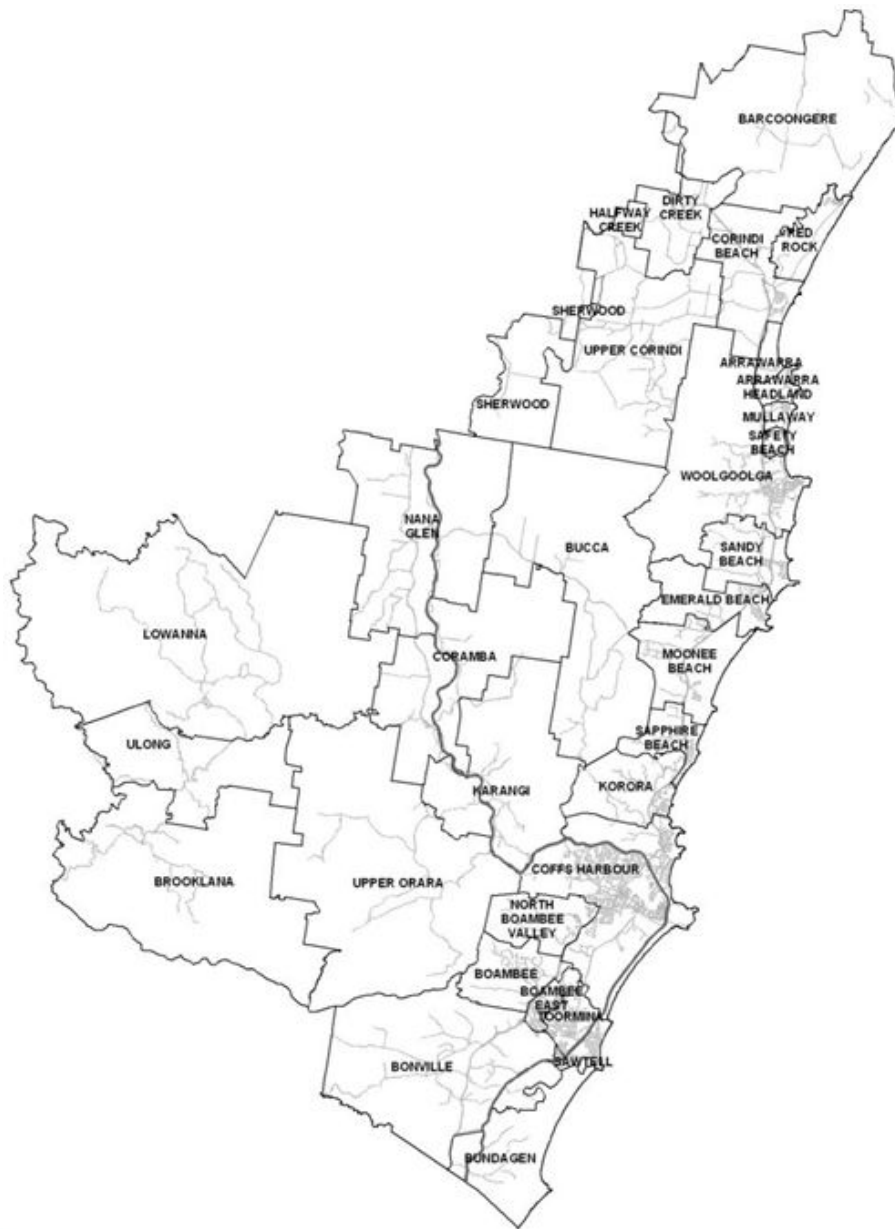 BARCOONGERE
DIRTY
CREEK
HALFWAY
CREEK
CORINDI
BEACH
RED
ROCK
SHERWOOD
UPPER CORINDI
ARRAWARRA
ARRAWARRA
HEADLAND
SHERWOOD
MULLAWAY
SAFETY
BEACH
WOOLGOOLGA
NANA
GLEN
BUCCA
SANDY
BEACH
EMERALD BEACH
LOWANNA
CORAMBA
MOONEE
BEACH
ULONG
SAPPHIRE
BEACH
KARANGI
KORORA
BROOKLANA
UPPER ORARA
COFFS HARBOUR
NORTH
BOAMBEE
VALLEY
BOAMBEE
BOAMBEE
EAST
TOORMINA
BONVILLE
SAWTELL
BUNDAGEN